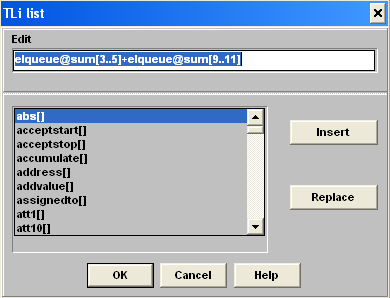 TLi list
Edit
elqueue@sum[3..5]+elqueue@sum[9..11]
abs[]
acceptstart[]
acceptstop[]
accumulate[]
address[]
addvalue[]
assignedto[]
att1[]
att10[]
Insert
Replace
OK
Cancel
Help